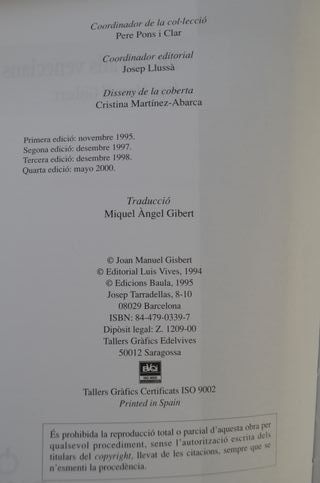 Coordinador de la col·lecció
Pere Pons i Clar
Coordinador editorial
Josep Llussà
Disseny de la coberta
Cristina Martínez-Abarca
Primera edició: novembre 1995.
Segona edició: desembre 1997.
Tercera edició: desembre 1998.
Quarta edició: mayo 2000.
Traducció
Miquel Àngel Gibert
© Joan Manuel Gisbert
© Editorial Luis Vives, 1994
© Edicions Baula, 1995
Josep Tarradellas, 8-10
08029 Barcelona
ISBN: 84-479-0339-7
Dipòsit legal: Z. 1209-00
Tallers Gràfics Edelvives
50012 Saragossa
Tallers Gràfics Certificats ISO 9002
Printed in Spain
És prohibida la reproducció total o parcial d'aquesta obra per
qualsevol procediment, sense l'autorització escrita dels
titulars del copyright, llevat de les citacions, sempre que se
n'esmenti la procedència.